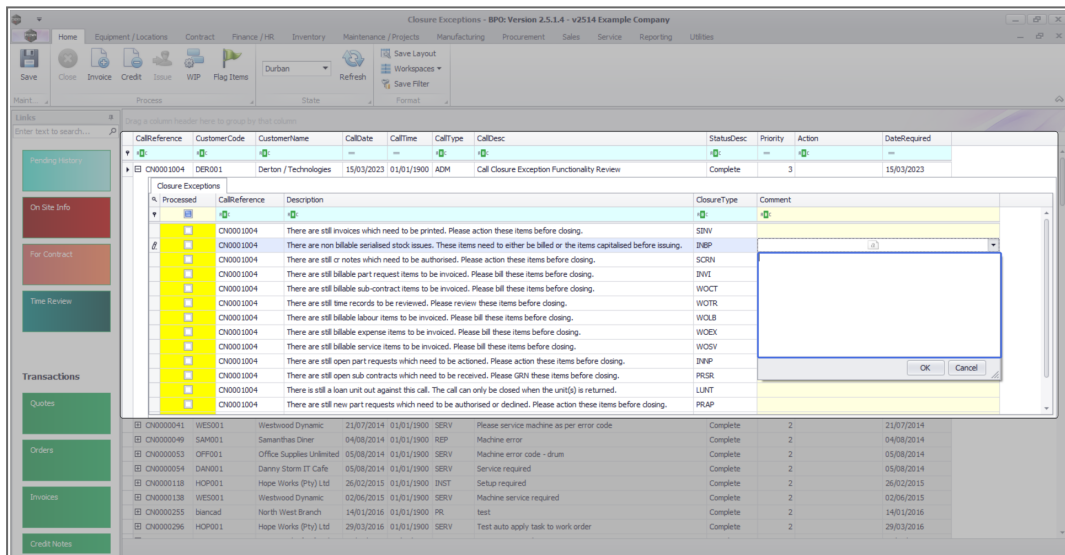 Closure Exceptions - BPO: Version 2.5.1.4 - v2514 Example Company
Home Equipment / Locations Contract Finance / HR Inventory Maintenance / Projects Manufacturing Procurement Sales Service Reporting Utilities
Save Close Invoice Credit Issue WIP Flag Items Durban Refresh
Save Layout
Workspaces
Save Filter
Maint... Process State Format
Links
Enter text to search...
Drag a column header here to group by that column
CallReference CustomerCode CustomerName CallDate CallTime CallType CallDesc StatusDesc Priority Action DateRequired
Pending History
CN0001004 DER001 Derton / Technologies 15/03/2023 01/01/1900 ADM Call Closure Exception Functionality Review Complete 3 15/03/2023
Closure Exceptions
Processed CallReference Description ClosureType Comment
On Site Info
CN0001004 There are still invoices which need to be printed. Please action these items before closing. SINV
CN0001004 There are non billable serialised stock issues. These items need to either be billed or the items capitalised before issuing. INBP
For Contract
CN0001004 There are still cr notes which need to be authorised. Please action these items before closing. SCRN
CN0001004 There are still billable part request items to be invoiced. Please bill these items before closing. INVI
CN0001004 There are still billable sub-contract items to be invoiced. Please bill these items before closing. WOCT
Time Review
CN0001004 There are still time records to be reviewed. Please review these items before closing. WOTR
CN0001004 There are still billable labour items to be invoiced. Please bill these items before closing. WOLB
CN0001004 There are still billable expense items to be invoiced. Please bill these items before closing. WOEX
CN0001004 There are still billable service items to be invoiced. Please bill these items before closing. WOSV
CN0001004 There are still open part requests which need to be actioned. Please action these items before closing. INNP
CN0001004 There are still open sub contracts which need to be received. Please GRN these items before closing. PRSR
OK Cancel
Transactions
CN0001004 There is still a loan unit out against this call. The call can only be closed when the unit(s) is returned. LUNT
CN0001004 There are still new part requests which need to be authorised or declined. Please action these items before closing. PRAP
Quotes
CN0000041 WES001 Westwood Dynamic 21/07/2014 01/01/1900 SERV Please service machine as per error code Complete 2 21/07/2014
CN0000049 SAM001 Samanthas Diner 04/08/2014 01/01/1900 REP Machine error Complete 2 04/08/2014
Orders
CN0000053 OFF001 Office Supplies Unlimited 05/08/2014 01/01/1900 SERV Machine error code - drum Complete 2 05/08/2014
CN0000054 DAN001 Danny Storm IT Cafe 05/08/2014 01/01/1900 SERV Service required Complete 2 05/08/2014
CN0000118 HOP001 Hope Works (Pty) Ltd 26/02/2015 01/01/1900 INST Setup required Complete 2 26/02/2015
Invoices
CN0000138 WES001 Westwood Dynamic 02/06/2015 01/01/1900 SERV Machine service required Complete 2 02/06/2015
CN0000255 biancad North West Branch 14/01/2016 01/01/1900 PR test Complete 2 14/01/2016
CN0000296 HOP001 Hope Works (Pty) Ltd 29/03/2016 01/01/1900 SERV Test auto apply task to work order Complete 2 29/03/2016
Credit Notes